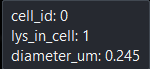 cell_id: 0
lys_in_cell: 1
diameter_um: 0.245